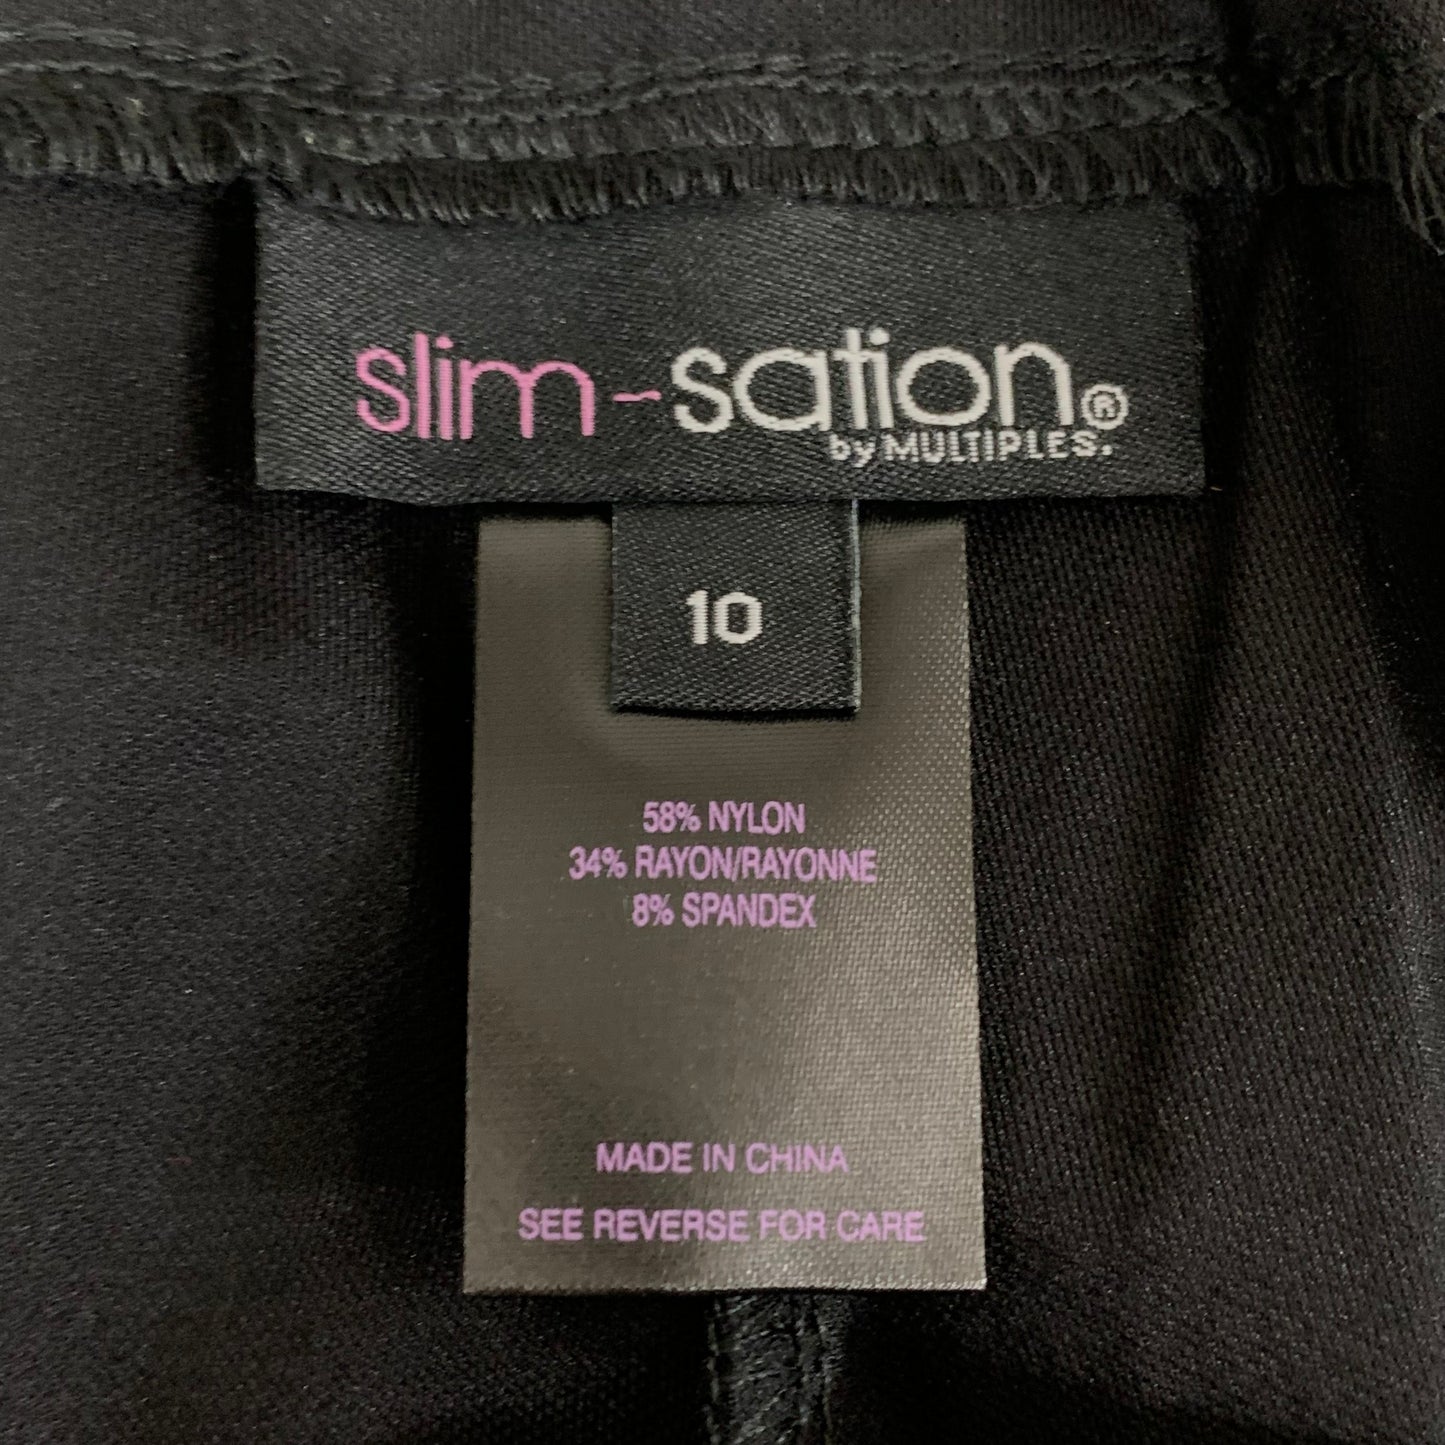 slim-sation®
by MULTIPLES.
10
58% NYLON
34% RAYON/RAYONNE
8% SPANDEX
MADE IN CHINA
SEE REVERSE FOR CARE